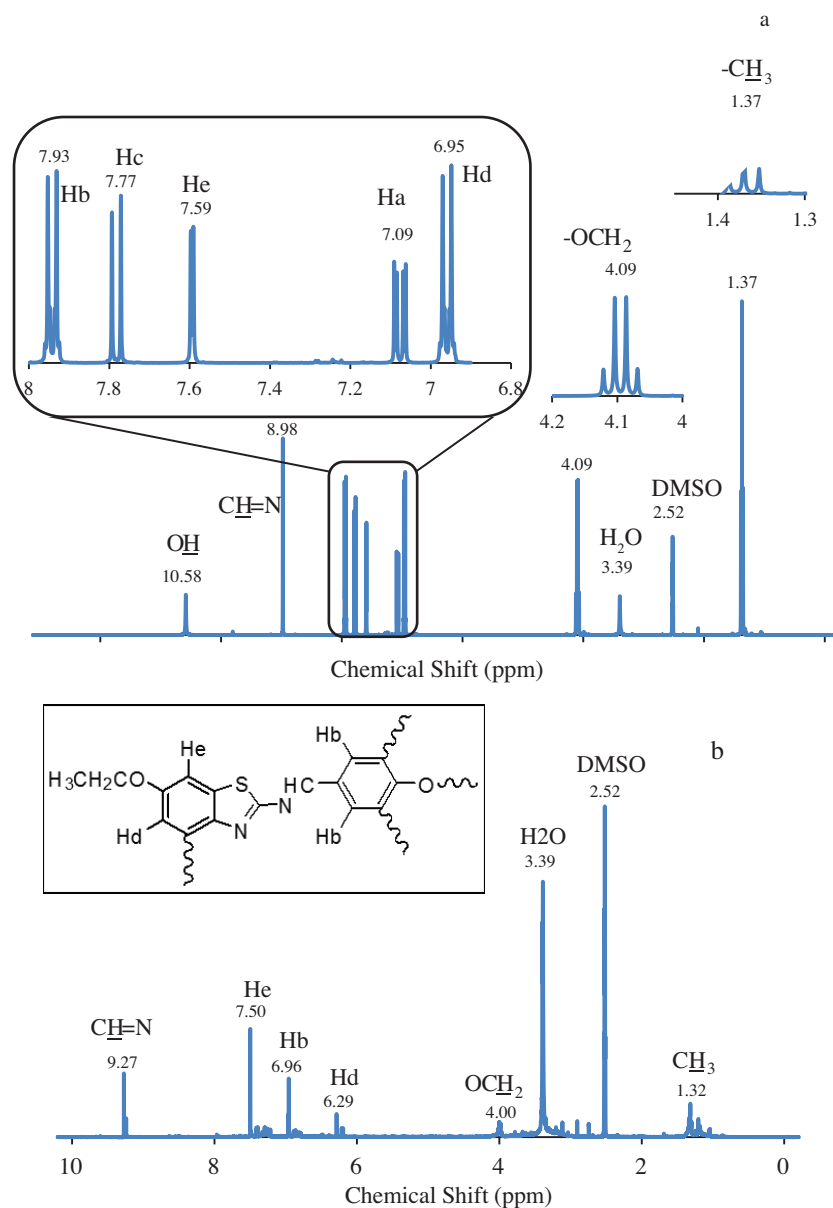 a
-CH3
1.37
1.4 1.3
7.93
Hb
Hc
7.77
He
7.59
Ha
7.09
6.95
Hd
8 7.8 7.6 7.4 7.2 7 6.8
-OCH2
4.09
4.2 4.1 4
1.37
8.98
CH=N
OH
10.58
4.09
H2O
3.39
DMSO
2.52
Chemical Shift (ppm)
b
He
H3CH2CO
S
N
N
Hd
HC
Hb
Hb
O
DMSO
2.52
H2O
3.39
CH=N
9.27
He
7.50
Hb
6.96
Hd
6.29
OCH2
4.00
CH3
1.32
10 8 6 4 2 0
Chemical Shift (ppm)